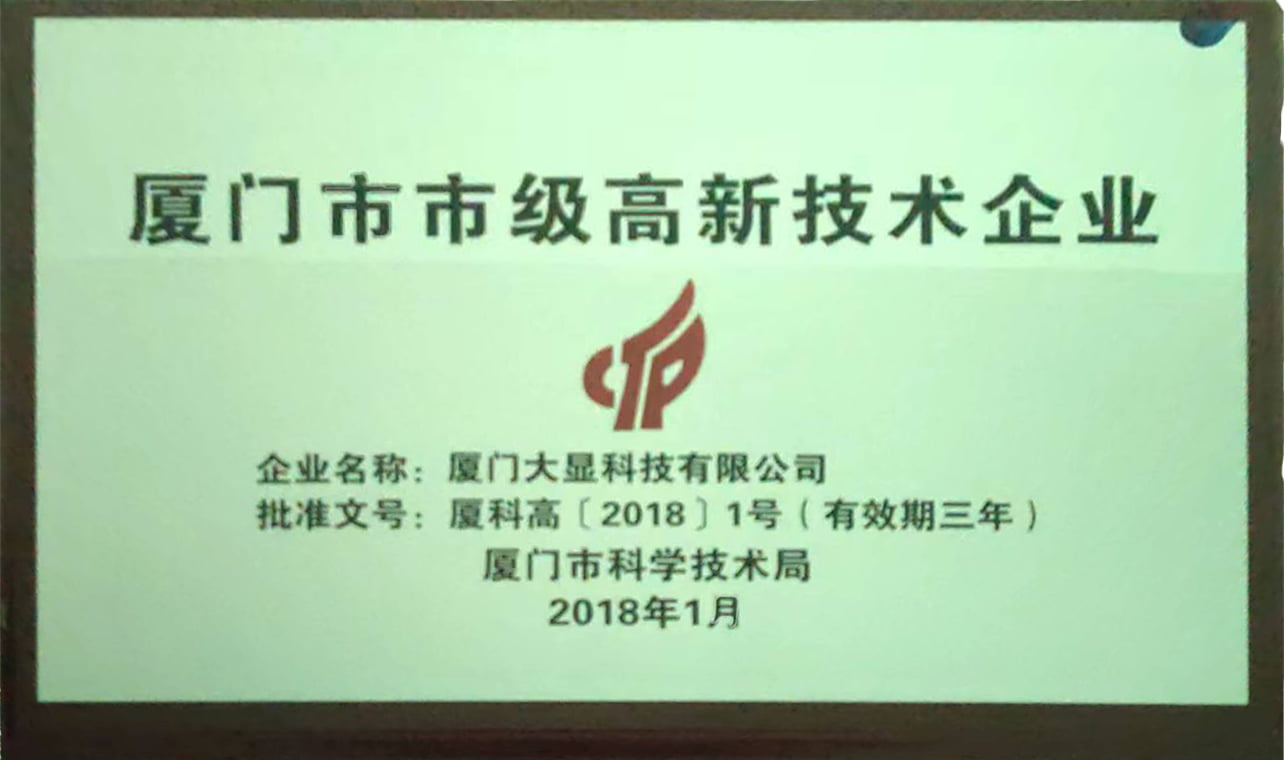 厦门市市级高新技术企业
CTP
企业名称：厦门大显科技有限公司
批准文号：厦科高〔2018〕1号（有效期三年）
厦门市科学技术局
2018年1月